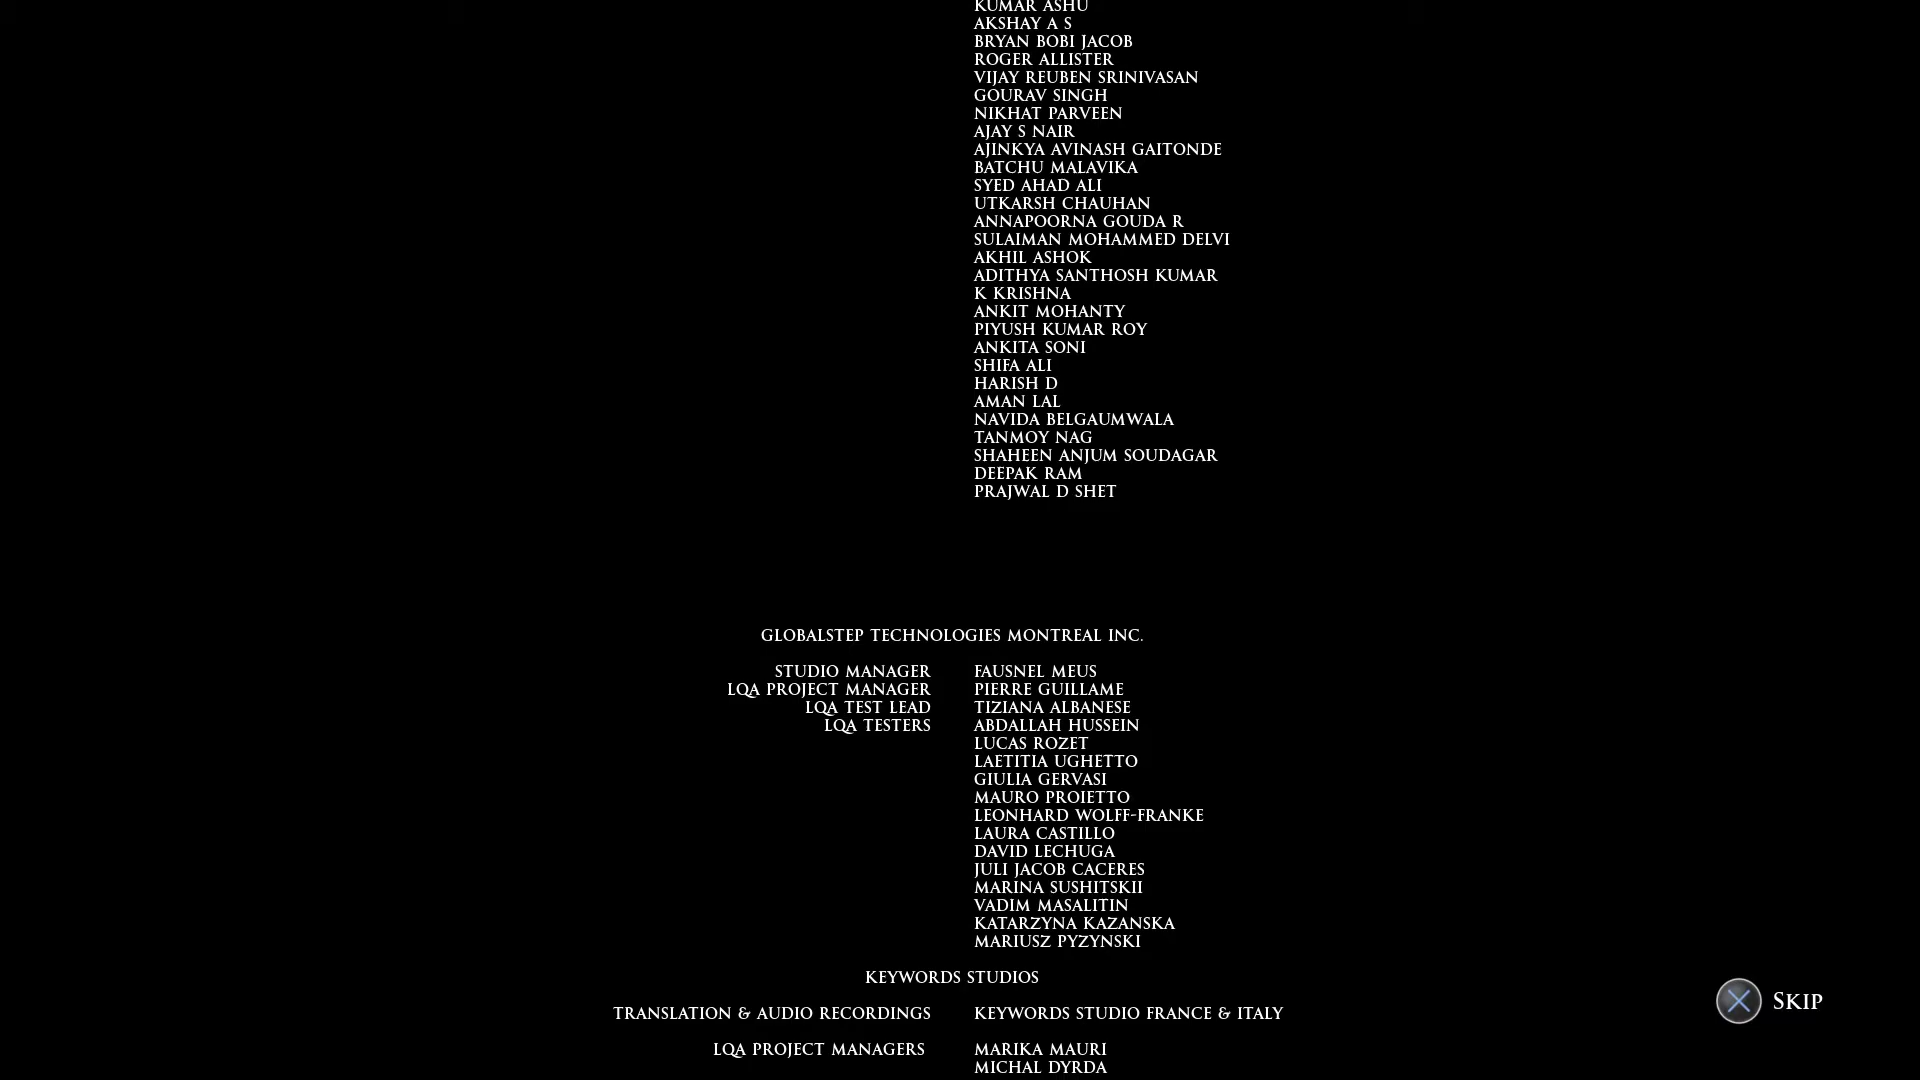 KUMAR ASHU
AKSHAY A S
BRYAN BOBI JACOB
ROGER ALLISTER
VIJAY REUBEN SRINIVASAN
GOURAV SINGH
NIKHAT PARVEEN
AJAY S NAIR
AJINKYA AVINASH GAITONDE
BATCHU MALAVIKA
SYED AHAD ALI
UTKARSH CHAUHAN
ANNAPOORNA GOUDA R
SULAIMAN MOHAMMED DELVI
AKHIL ASHOK
ADITHYA SANTHOSH KUMAR
K KRISHNA
ANKIT MOHANTY
PIYUSH KUMAR ROY
ANKITA SONI
SHIFA ALI
HARISH D
AMAN LAL
NAVIDA BELGAUMWALA
TANMOY NAG
SHAHEEN ANJUM SOUDAGAR
DEEPAK RAM
PRAJWAL D SHET
GLOBALSTEP TECHNOLOGIES MONTREAL INC.
STUDIO MANAGER FAUSNEL MEUS
LQA PROJECT MANAGER PIERRE GUILLAME
LQA TEST LEAD TIZIANA ALBANESE
LQA TESTERS ABDALLAH HUSSEIN
LUCAS ROZET
LAETITIA UGHETTO
GIULIA GERVASI
MAURO PROIETTO
LEONHARD WOLFF-FRANKE
LAURA CASTILLO
DAVID LECHUGA
JULI JACOB CACERES
MARINA SUSHITSKII
VADIM MASALITIN
KATARZYNA KAZANSKA
MARIUSZ PYZYNSKI
KEYWORDS STUDIOS
TRANSLATION & AUDIO RECORDINGS KEYWORDS STUDIO FRANCE & ITALY
LQA PROJECT MANAGERS MARIKA MAURI
MICHAL DYRDA
SKIP